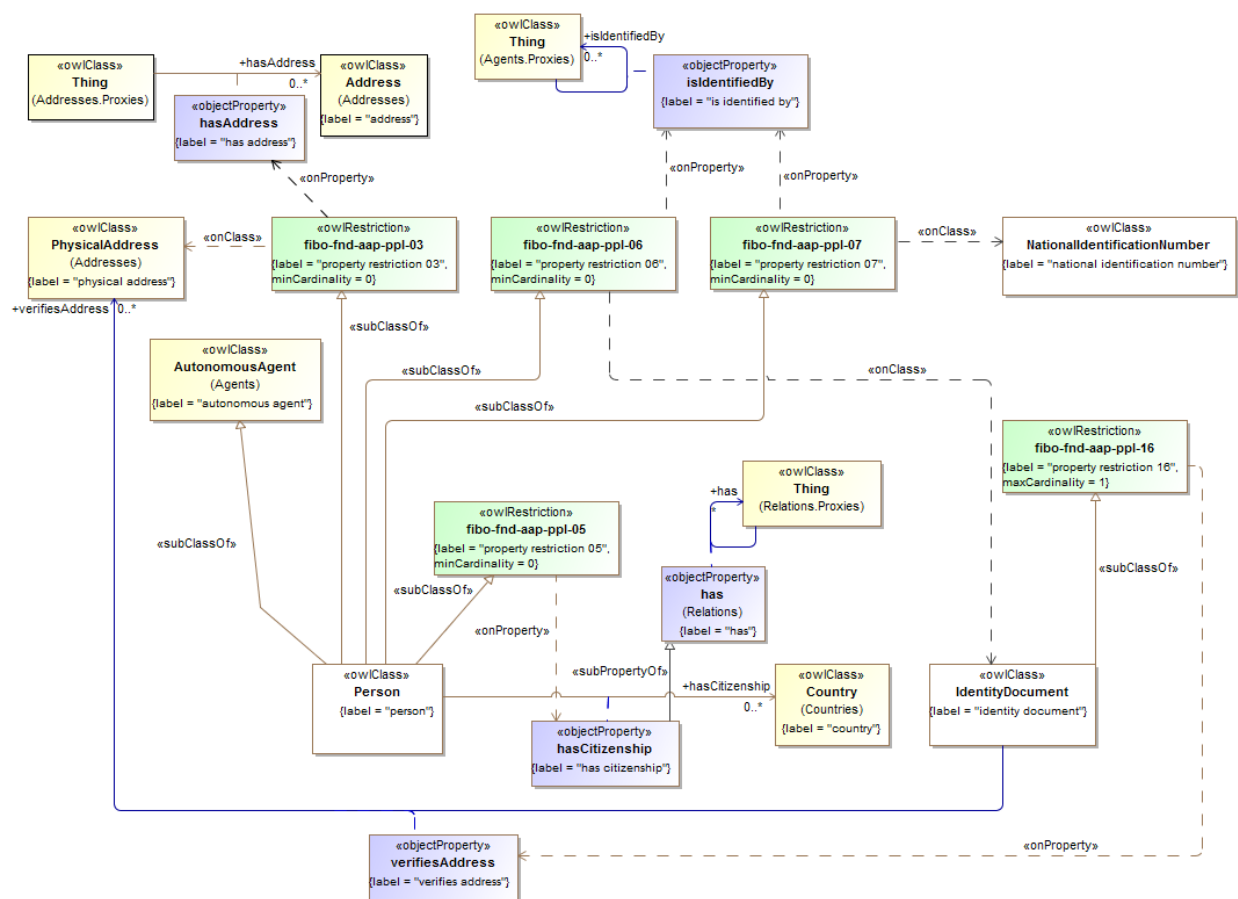 «owlClass»
Thing
(Agents.Proxies)
+isIdentifiedBy
0..*
«objectProperty»
isIdentifiedBy
{label = "is identified by"}
«owlClass»
Thing
(Addresses.Proxies)
+hasAddress
0..*
«owlClass»
Address
(Addresses)
{label = "address"}
«objectProperty»
hasAddress
{label = "has address"}
«onProperty»
«onProperty»
«onProperty»
«owlClass»
PhysicalAddress
(Addresses)
{label = "physical address"}
«onClass»
«owlRestriction»
fibo-fnd-aap-ppl-03
{label = "property restriction 03",
minCardinality = 0}
«owlRestriction»
fibo-fnd-aap-ppl-06
{label = "property restriction 06",
minCardinality = 0}
«owlRestriction»
fibo-fnd-aap-ppl-07
{label = "property restriction 07",
minCardinality = 0}
«onClass»
«owlClass»
NationalIdentificationNumber
{label = "national identification number"}
+verifiesAddress
0..*
«subClassOf»
«owlClass»
AutonomousAgent
(Agents)
{label = "autonomous agent"}
«subClassOf»
«onClass»
«subClassOf»
«owlRestriction»
fibo-fnd-aap-ppl-16
{label = "property restriction 16",
maxCardinality = 1}
«owlClass»
Thing
(Relations.Proxies)
+has
*
«owlRestriction»
fibo-fnd-aap-ppl-05
{label = "property restriction 05",
minCardinality = 0}
«subClassOf»
«subClassOf»
«subClassOf»
«objectProperty»
has
(Relations)
{label = "has"}
«onProperty»
«subPropertyOf»
«owlClass»
Person
{label = "person"}
+hasCitizenship
0..*
«owlClass»
Country
(Countries)
{label = "country"}
«owlClass»
IdentityDocument
{label = "identity document"}
«objectProperty»
hasCitizenship
{label = "has citizenship"}
«objectProperty»
verifiesAddress
{label = "verifies address"}
«onProperty»